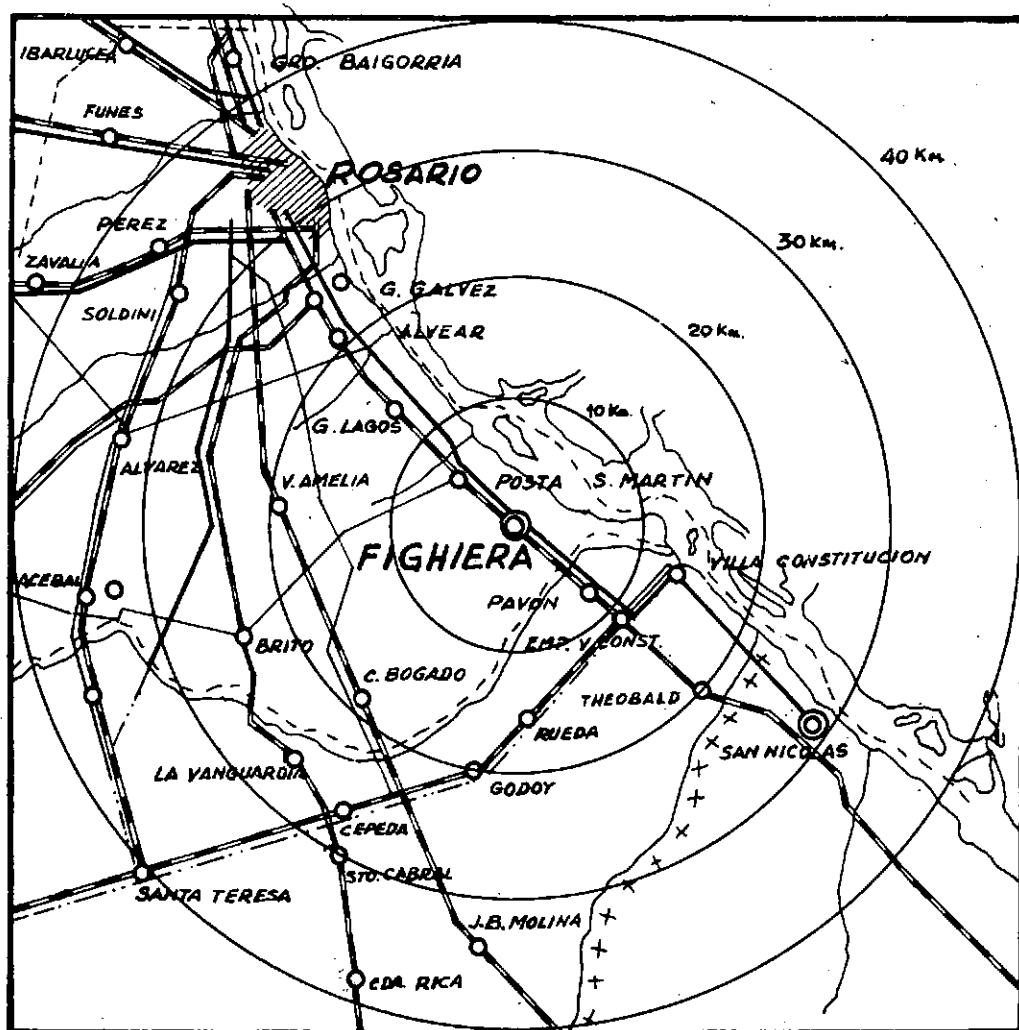 IBARLUCEA
GRO. BAIGORRIA
FUNES
ROSARIO
40 Km.
PEREZ
30 Km.
ZAVALLA
G. GALVEZ
SOLDINI
ALVEAR
20 Km.
G. LAGOS
10 Km.
ALVAREZ
V. AMELIA
POSTA S. MARTIN
FIGHIERA
VILLA CONSTITUCION
ACEBAL
PAVON
BRITO
EMP. V. CONST.
C. BOGADO
THEOBALD
RUEDA
SAN NICOLAS
LA VANGUARDIA
GODOY
CEPEDA
STO. CABRAL
SANTA TERESA
J.B. MOLINA
CDA. RICA